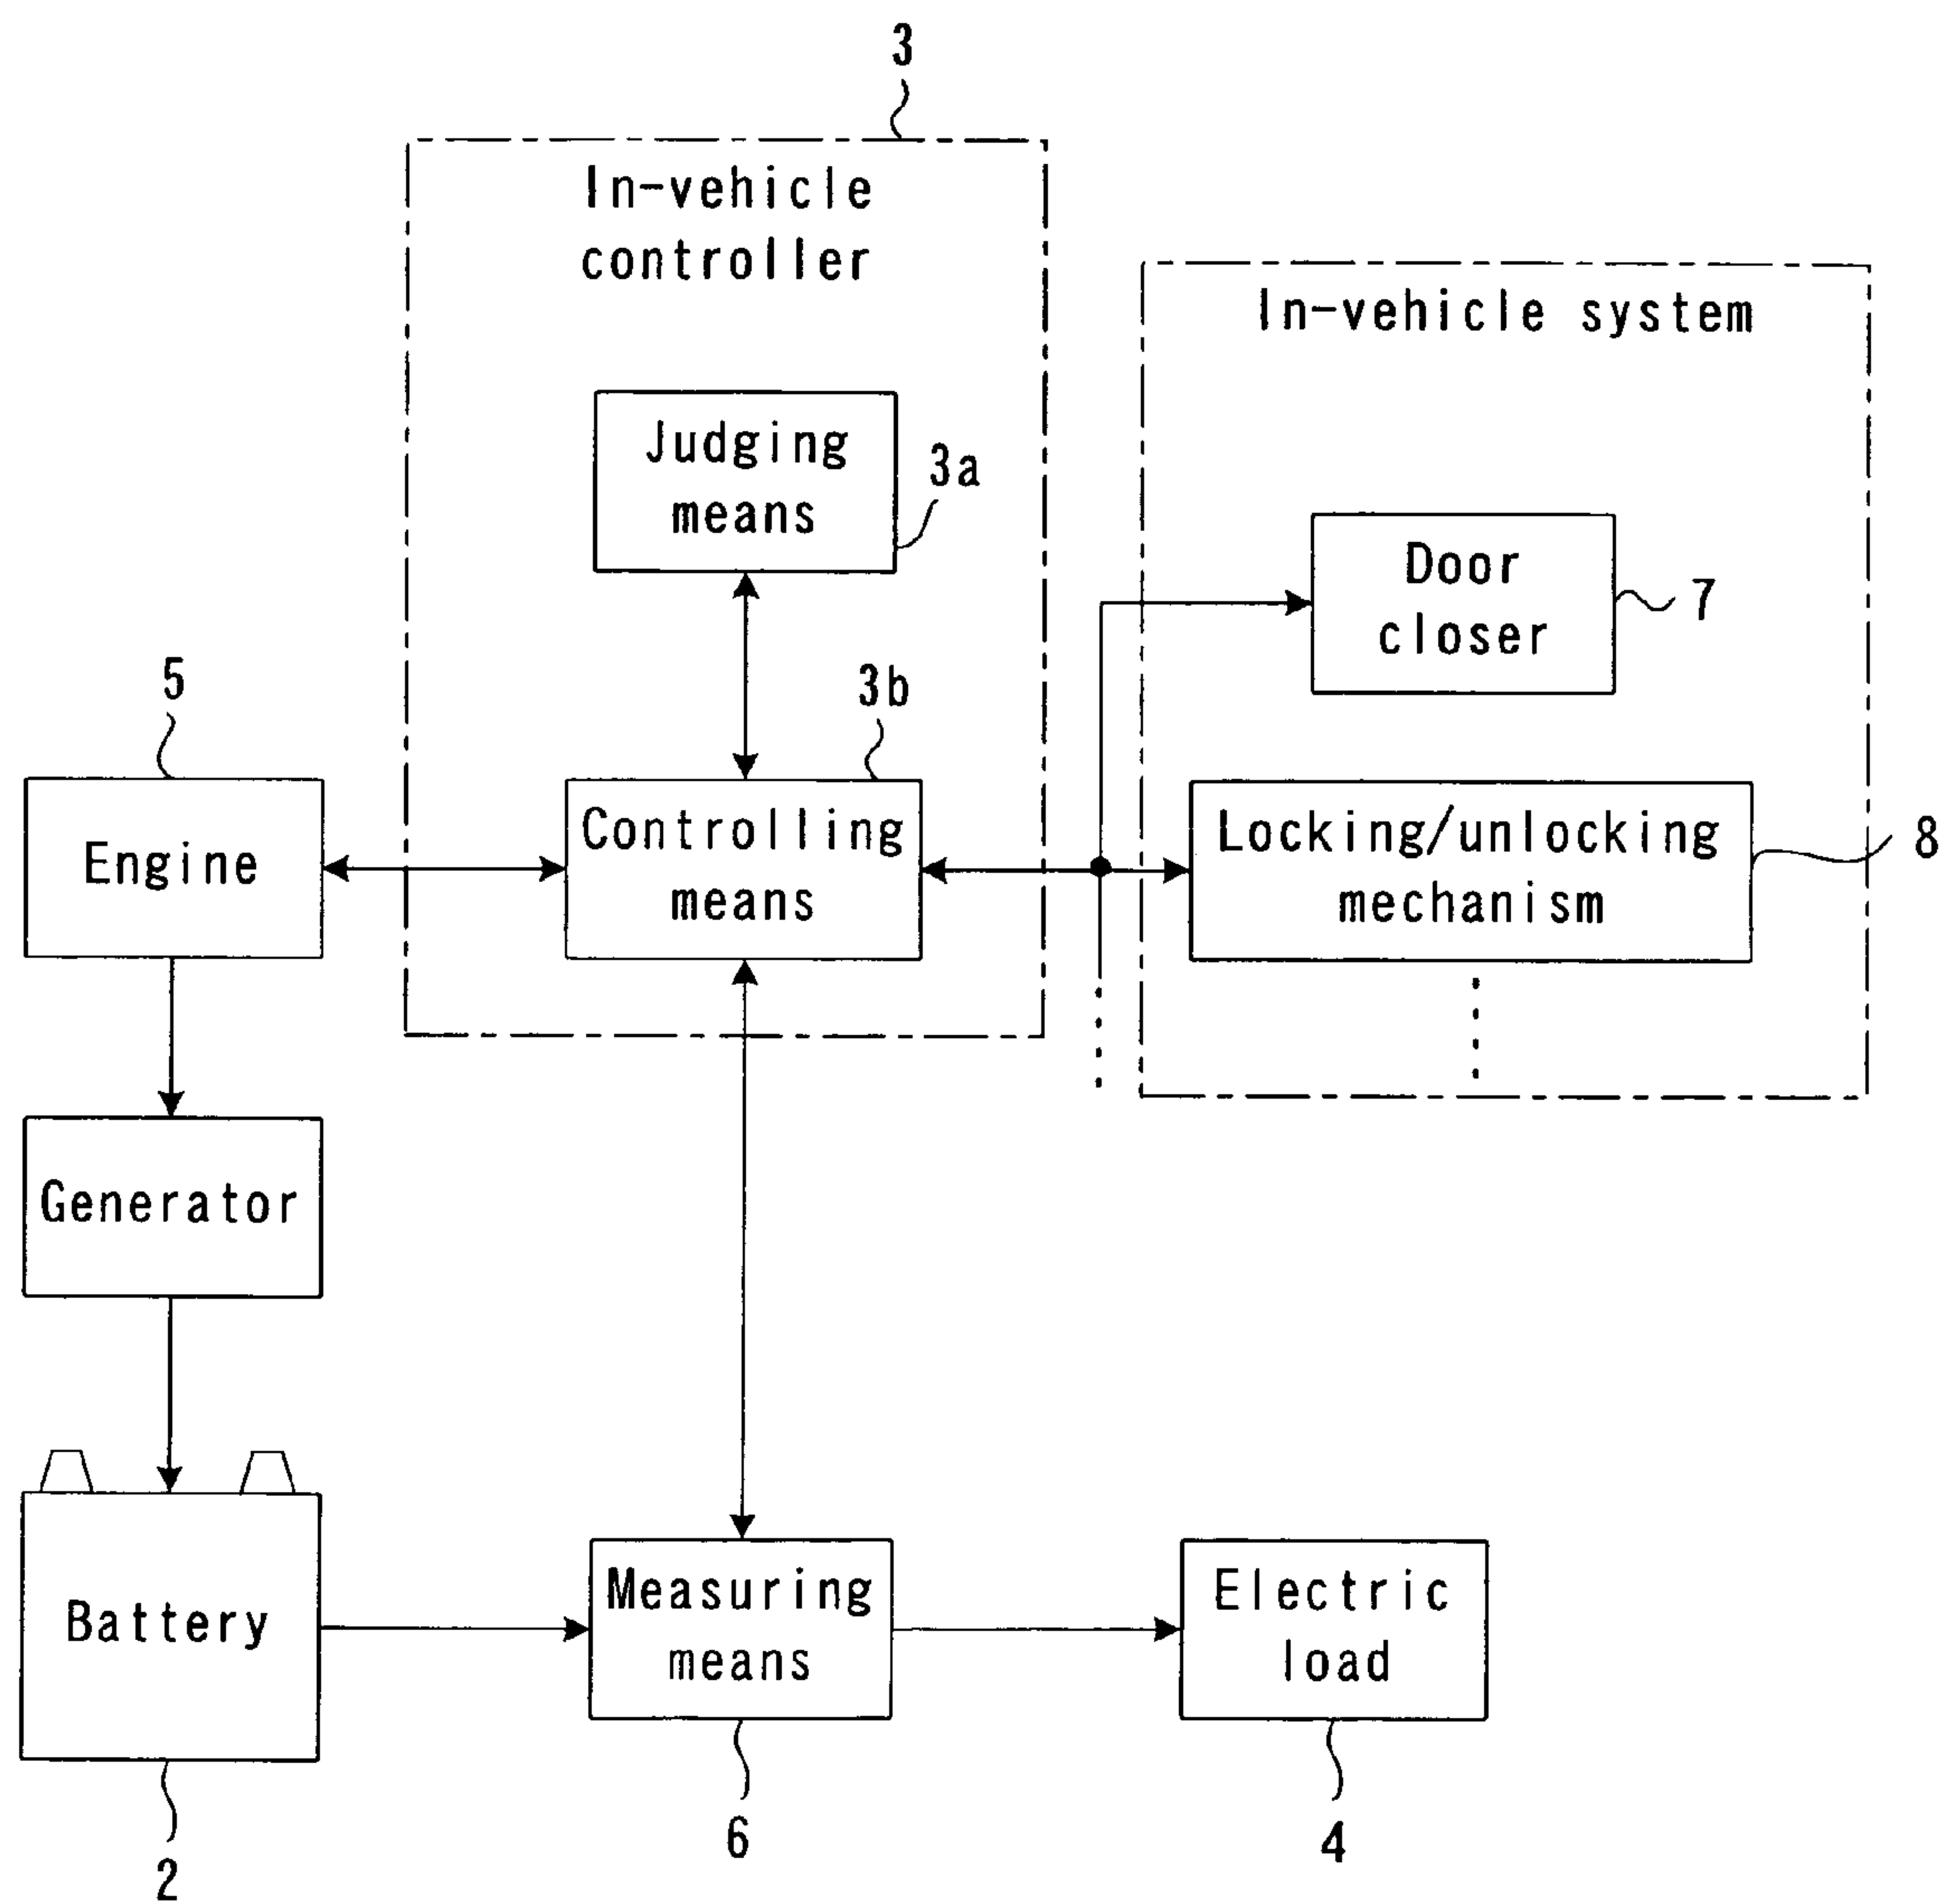 3
In-vehicle
controller
In-vehicle system
Judging
means
3a
Door
closer
7
5
3b
Engine
Controlling
means
Locking/unlocking
mechanism
8
Generator
Battery
Measuring
means
Electric
load
2
6
4